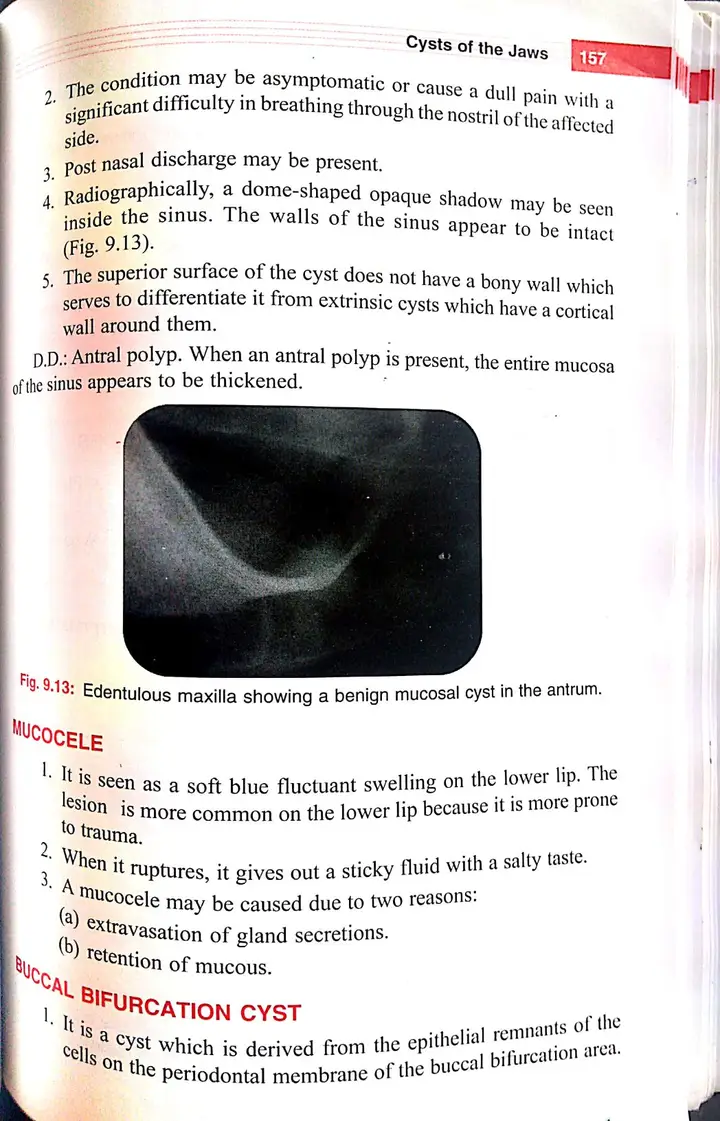 Cysts of the Jaws 157
2. The condition may be asymptomatic or cause a dull pain with a
significant difficulty in breathing through the nostril of the affected
side.
3. Post nasal discharge may be present.
4. Radiographically, a dome-shaped opaque shadow may be seen
inside the sinus. The walls of the sinus appear to be intact
(Fig. 9.13).
5. The superior surface of the cyst does not have a bony wall which
serves to differentiate it from extrinsic cysts which have a cortical
wall around them.
D.D.: Antral polyp. When an antral polyp is present, the entire mucosa
of the sinus appears to be thickened.
Fig. 9.13: Edentulous maxilla showing a benign mucosal cyst in the antrum.
MUCOCELE
1. It is seen as a soft blue fluctuant swelling on the lower lip. The
lesion is more common on the lower lip because it is more prone
to trauma.
2. When it ruptures, it gives out a sticky fluid with a salty taste.
3. A mucocele may be caused due to two reasons:
(a) extravasation of gland secretions.
(b) retention of mucous.
BUCCAL BIFURCATION CYST
1. It is a cyst which is derived from the epithelial remnants of the
cells on the periodontal membrane of the buccal bifurcation area.